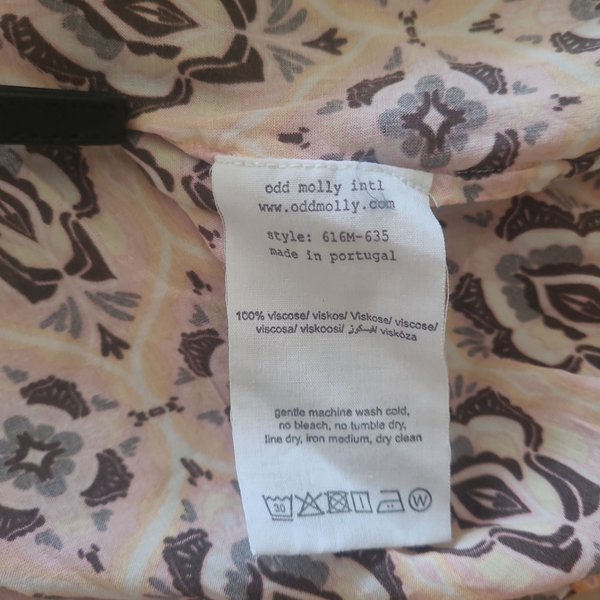 odd molly intl
www.oddmolly.com
style: 616M-635
made in portugal
100% viscose/ viskos/ Viskose/ viscose/
viscosa/ viskoosi/ فيسكوز/ viskóza
gentle machine wash cold,
no bleach, no tumble dry,
line dry, iron medium, dry clean
30
W